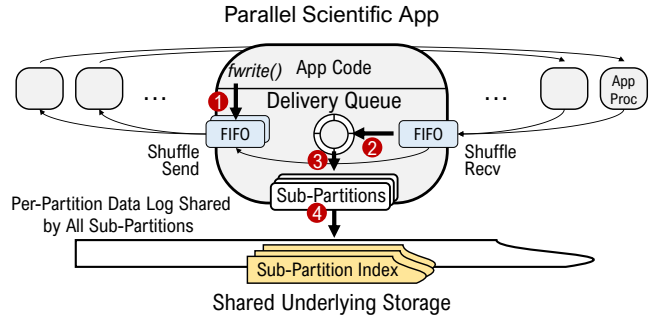 Parallel Scientific App
fwrite() App Code
Delivery Queue
App
Proc
...
...
1
FIFO
2
FIFO
3
Shuffle
Send
Shuffle
Recv
Sub-Partitions
4
Per-Partition Data Log Shared
by All Sub-Partitions
Sub-Partition Index
Shared Underlying Storage